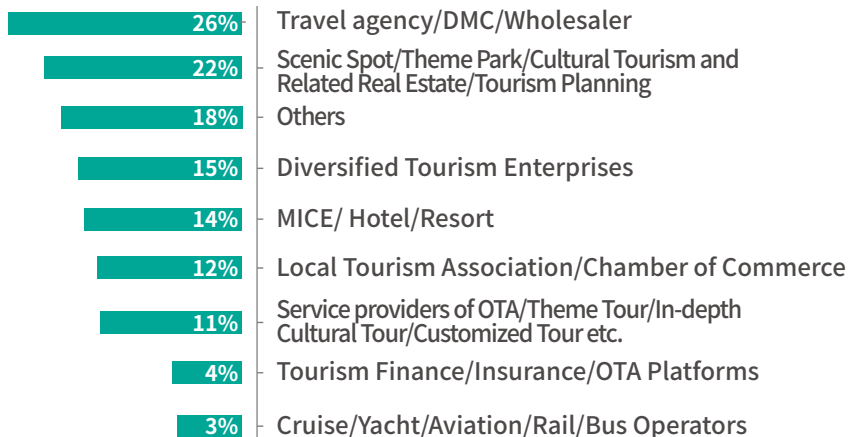 26% Travel agency/DMC/Wholesaler
22% Scenic Spot/Theme Park/Cultural Tourism and
Related Real Estate/Tourism Planning
18% Others
15% Diversified Tourism Enterprises
14% MICE/ Hotel/Resort
12% Local Tourism Association/Chamber of Commerce
11% Service providers of OTA/Theme Tour/In-depth
Cultural Tour/Customized Tour etc.
4% Tourism Finance/Insurance/OTA Platforms
3% Cruise/Yacht/Aviation/Rail/Bus Operators